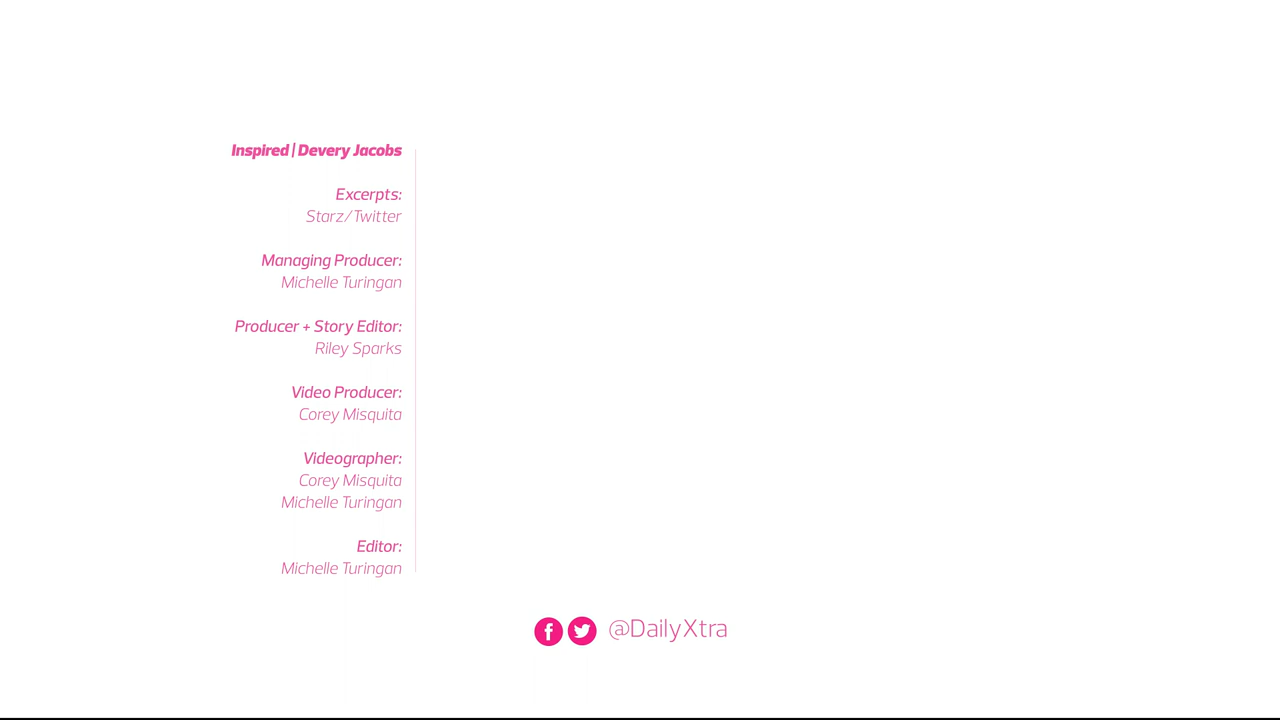 Inspired | Devery Jacobs
Excerpts:
Starz/Twitter
Managing Producer:
Michelle Turingan
Producer + Story Editor:
Riley Sparks
Video Producer:
Corey Misquita
Videographer:
Corey Misquita
Michelle Turingan
Editor:
Michelle Turingan
@DailyXtra